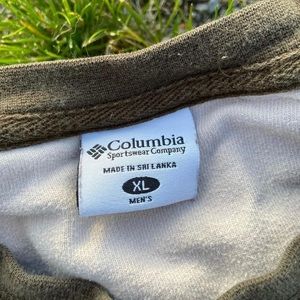 Columbia
Sportswear Company
MADE IN SRI LANKA
XL
MEN'S